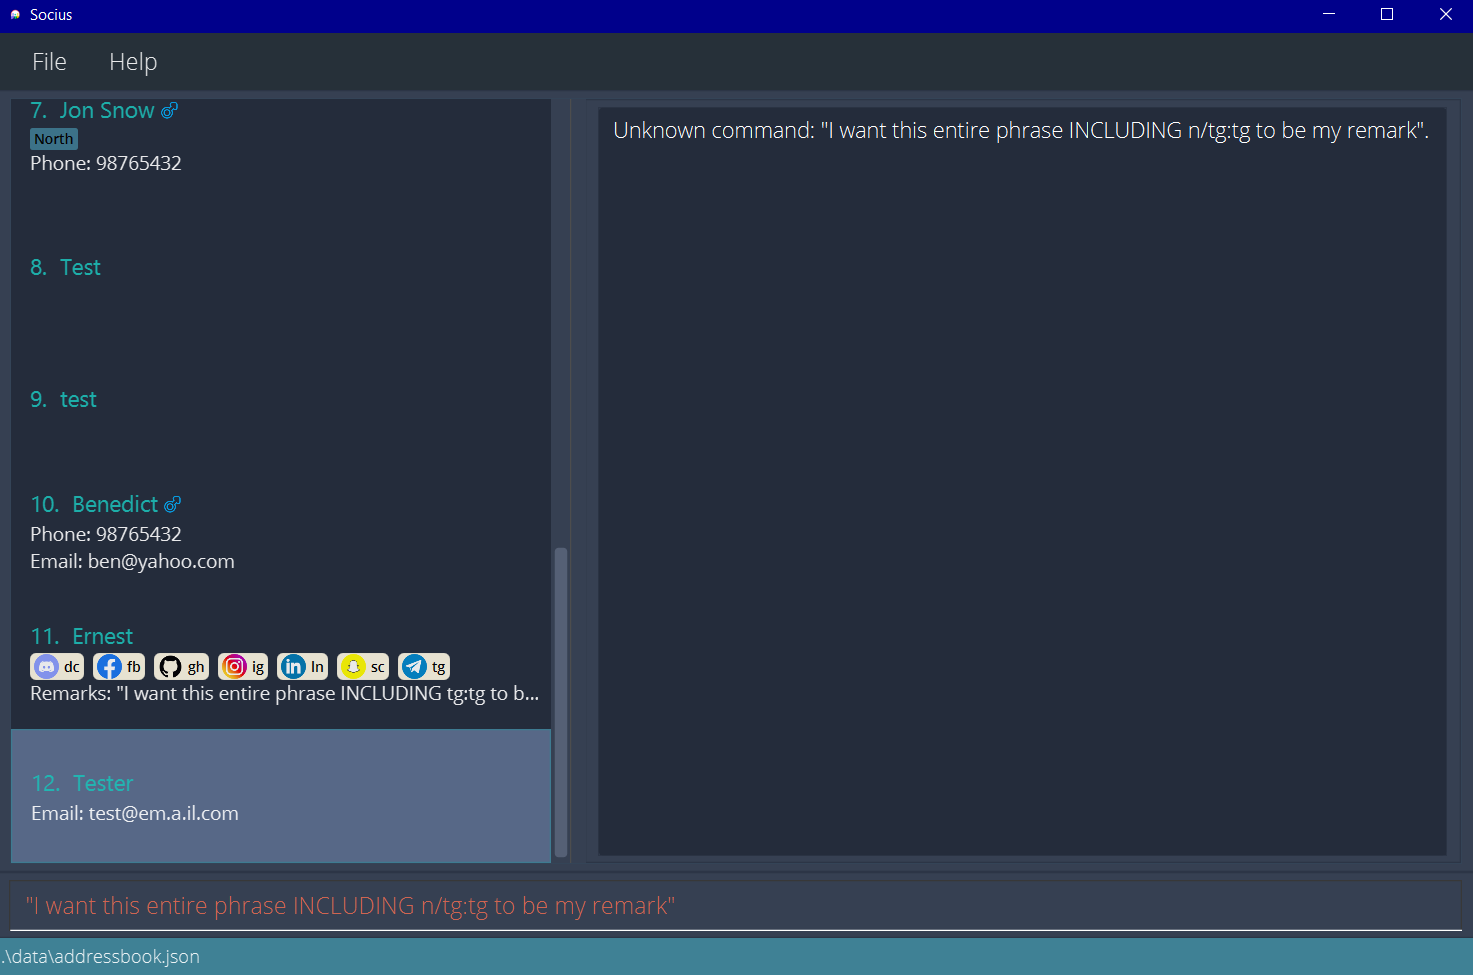 Socius
File Help
7. Jon Snow
North
Phone: 98765432
8. Test
9. test
10. Benedict
Phone: 98765432
Email: ben@yahoo.com
11. Ernest
dc fb gh ig ln sc tg
Remarks: "I want this entire phrase INCLUDING tg:tg to b...
12. Tester
Email: test@em.a.il.com
Unknown command: "I want this entire phrase INCLUDING n/tg:tg to be my remark".
"I want this entire phrase INCLUDING n/tg:tg to be my remark"
.\data\addressbook.json